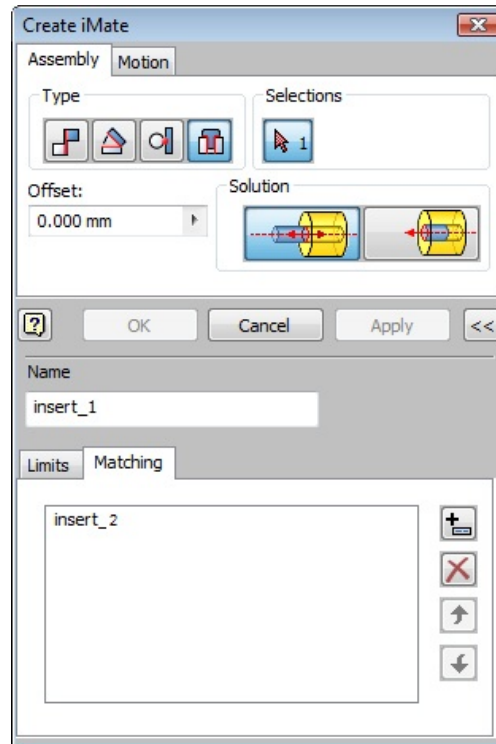 Create iMate
Assembly Motion
Type Selections
1
Offset: Solution
0.000 mm
OK Cancel Apply <<
Name
insert_1
Limits Matching
insert_2